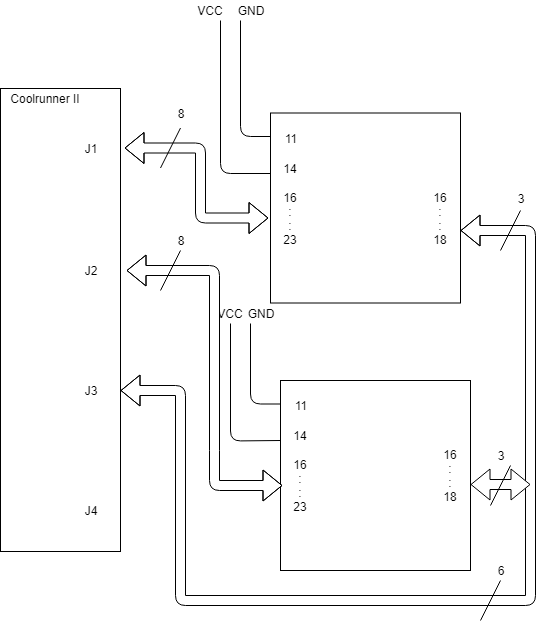 VCC GND
Coolrunner II
8
J1
11
14
16
23
16
18
3
8
J2
VCC GND
11
14
16
23
16
18
3
J3
J4
6